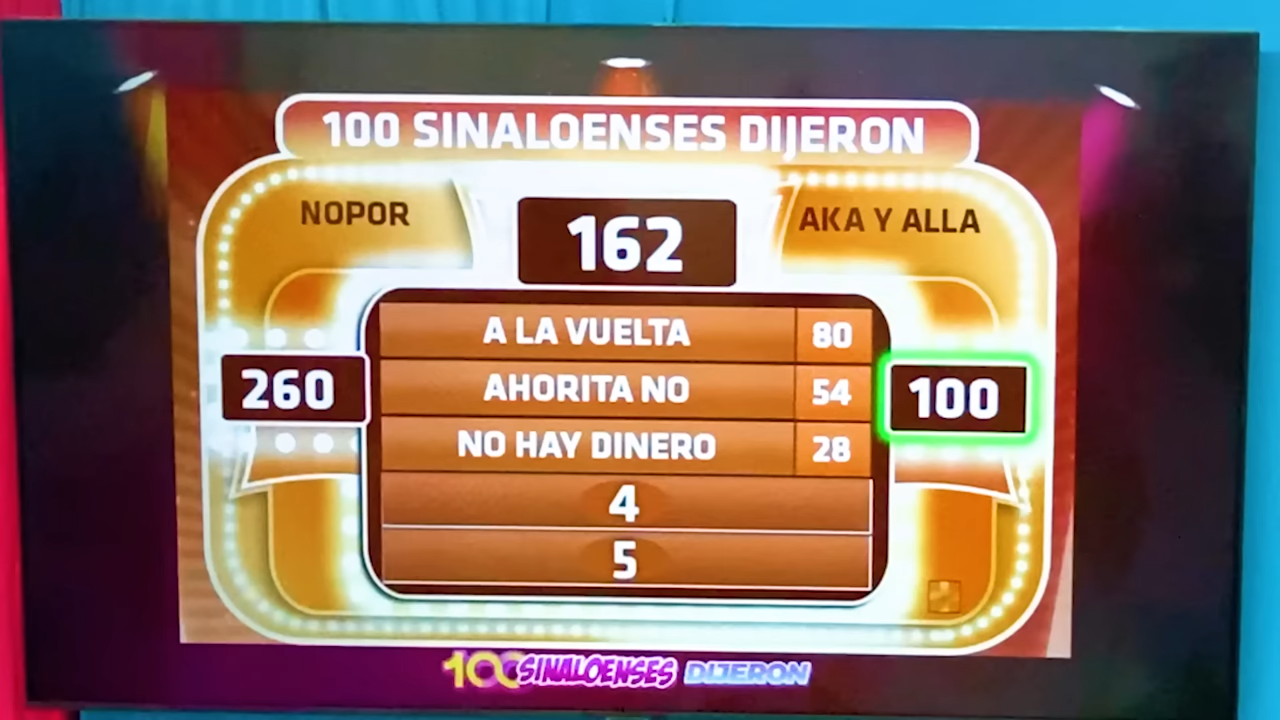 100 SINALOENSES DIJERON
NOPOR
162
AKA Y ALLA
A LA VUELTA 80
260
AHORITA NO 54
100
NO HAY DINERO 28
4
5
100 SINALOENSES DIJERON